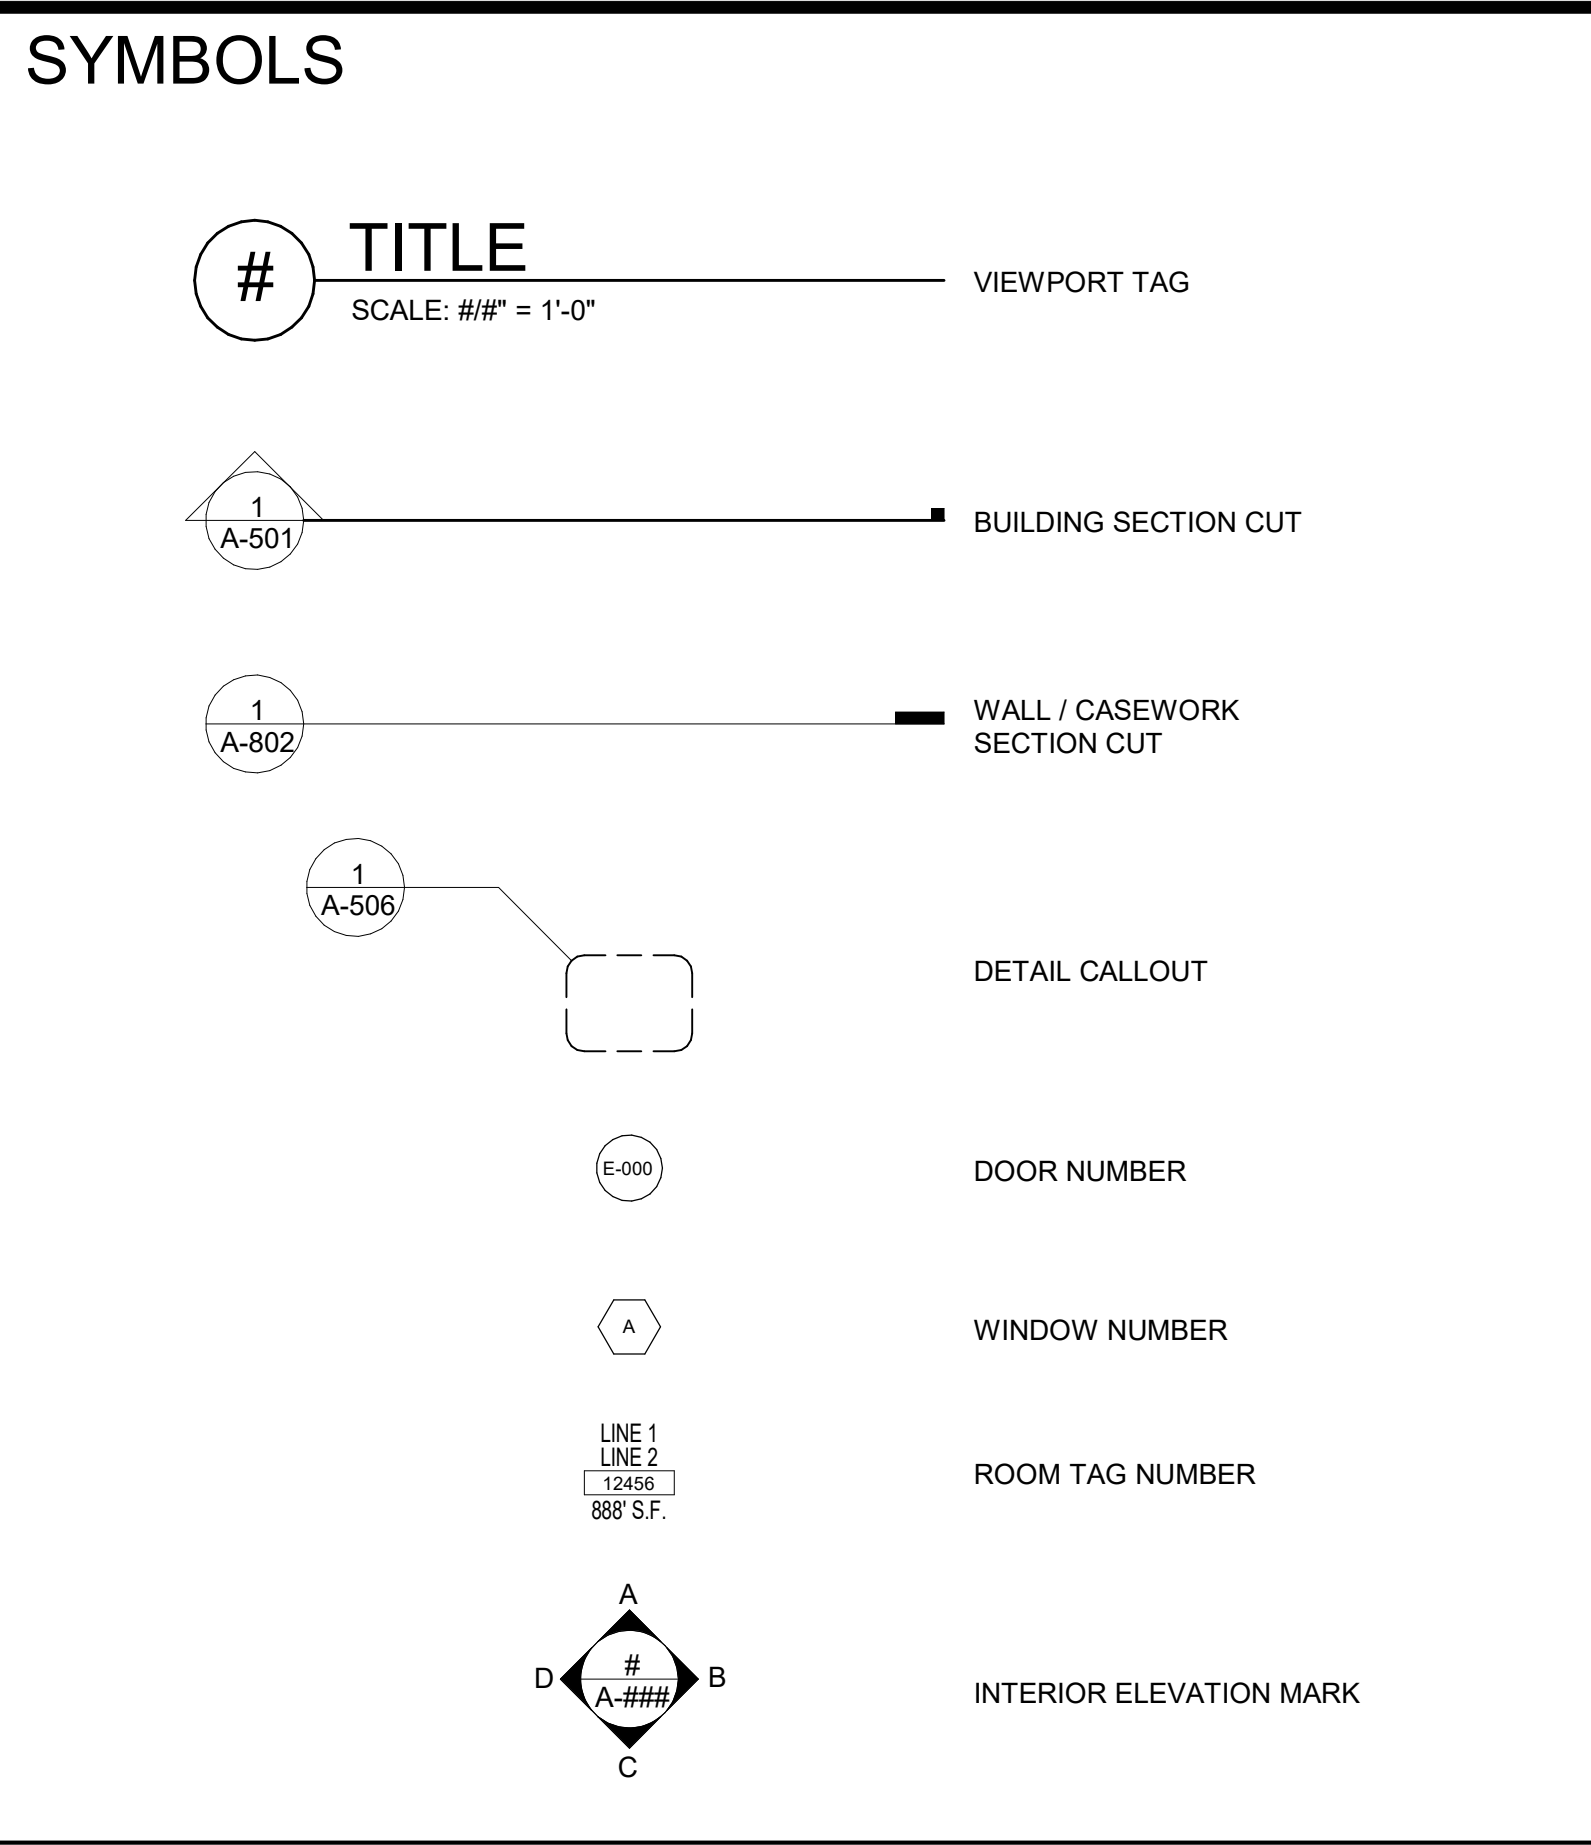 SYMBOLS
#
TITLE
SCALE: #/#" = 1'-0"
VIEWPORT TAG
1
A-501
BUILDING SECTION CUT
1
A-802
WALL / CASEWORK
SECTION CUT
1
A-506
DETAIL CALLOUT
E-000
DOOR NUMBER
A
WINDOW NUMBER
LINE 1
LINE 2
12456
888' S.F.
ROOM TAG NUMBER
A
D
#
A-###
B
C
INTERIOR ELEVATION MARK